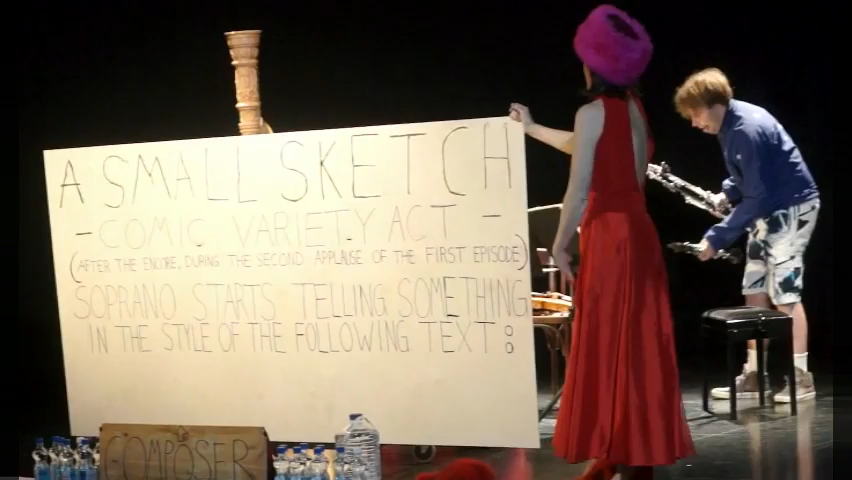 A SMALL SKETCH
- COMIC VARIETY ACT -
(AFTER THE ENCORE, DURING THE SECOND APPLAUSE OF THE FIRST EPISODE)
SOPRANO STARTS TELLING SOMETHING
IN THE STYLE OF THE FOLLOWING TEXT:
COMPOSER